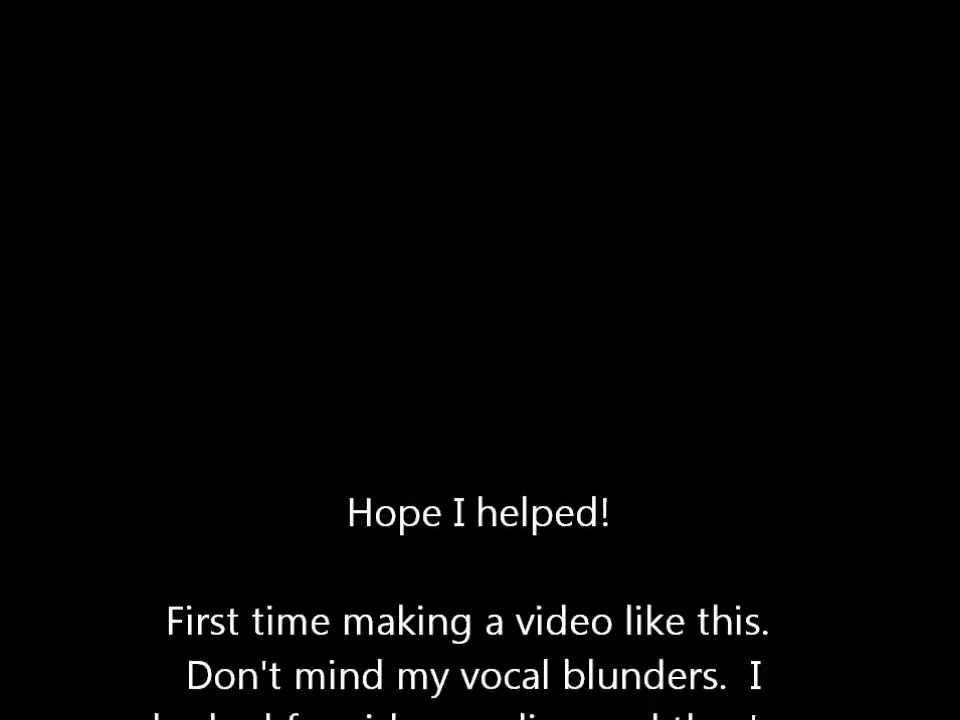 Hope I helped!
First time making a video like this.
Don't mind my vocal blunders.  I